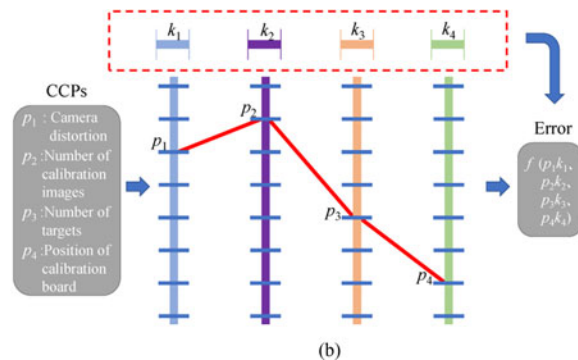 k₁ k₂ k₃ k₄
CCPs
p₁ : Camera
distortion
p₂ :Number of
calibration
images
p₃ :Number of
targets
p₄ :Position of
calibration
board
p₁
p₂
p₃
p₄
Error
f (p₁k₁、
p₂k₂、
p₃k₃、
p₄k₄)
(b)